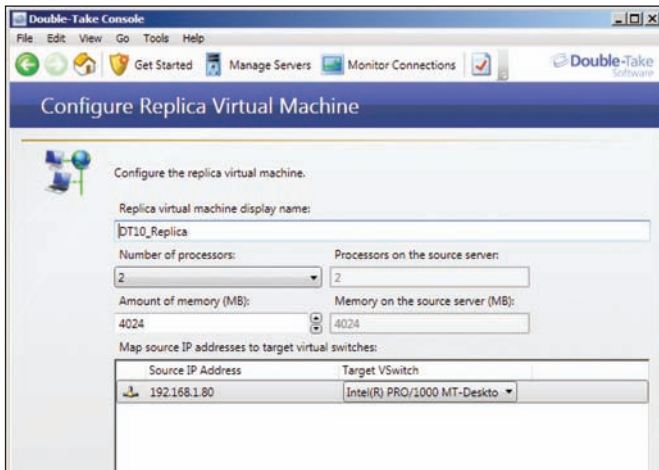 Double-Take Console
File Edit View Go Tools Help
Get Started Manage Servers Monitor Connections Double-Take Software
Configure Replica Virtual Machine
Configure the replica virtual machine.
Replica virtual machine display name:
DT10_Replica
Number of processors: Processors on the source server:
2 2
Amount of memory (MB): Memory on the source server (MB):
4024 4024
Map source IP addresses to target virtual switches:
Source IP Address Target VSwitch
192.168.1.80 Intel(R) PRO/1000 MT-Deskto